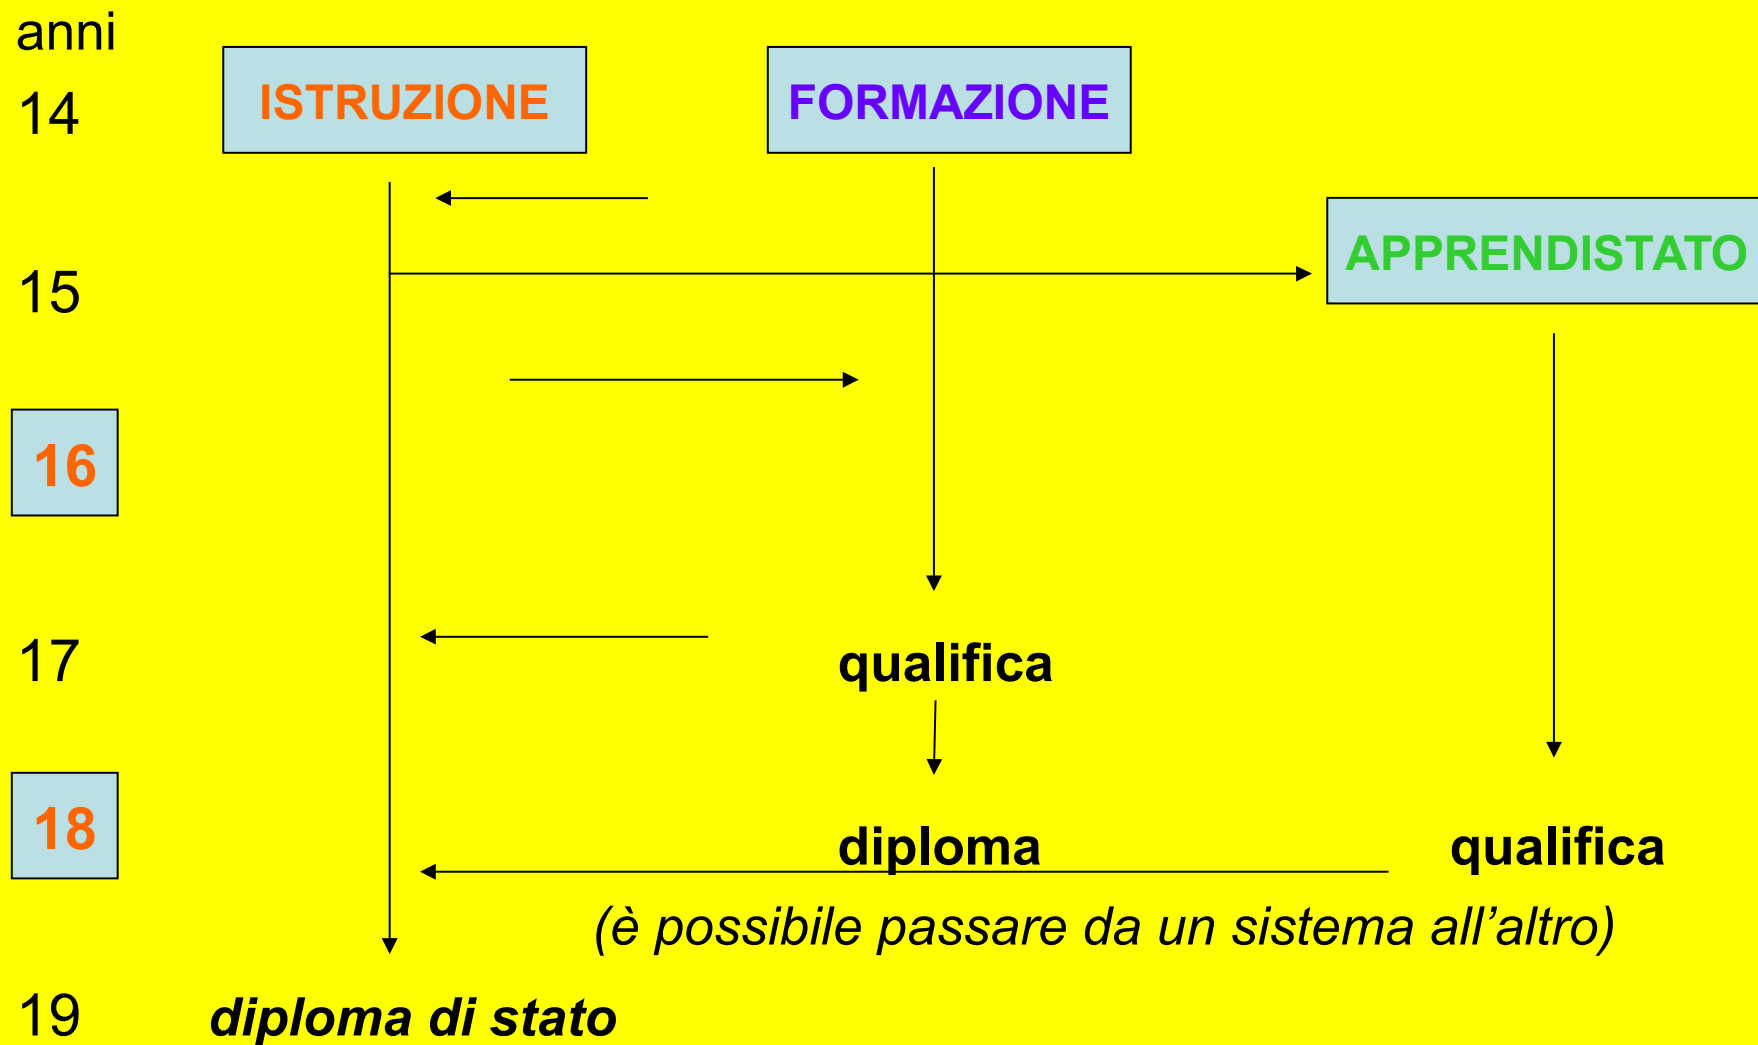 anni
14
ISTRUZIONE
FORMAZIONE
15
APPRENDISTATO
16
17
qualifica
18
diploma
qualifica
(è possibile passare da un sistema all’altro)
19
diploma di stato